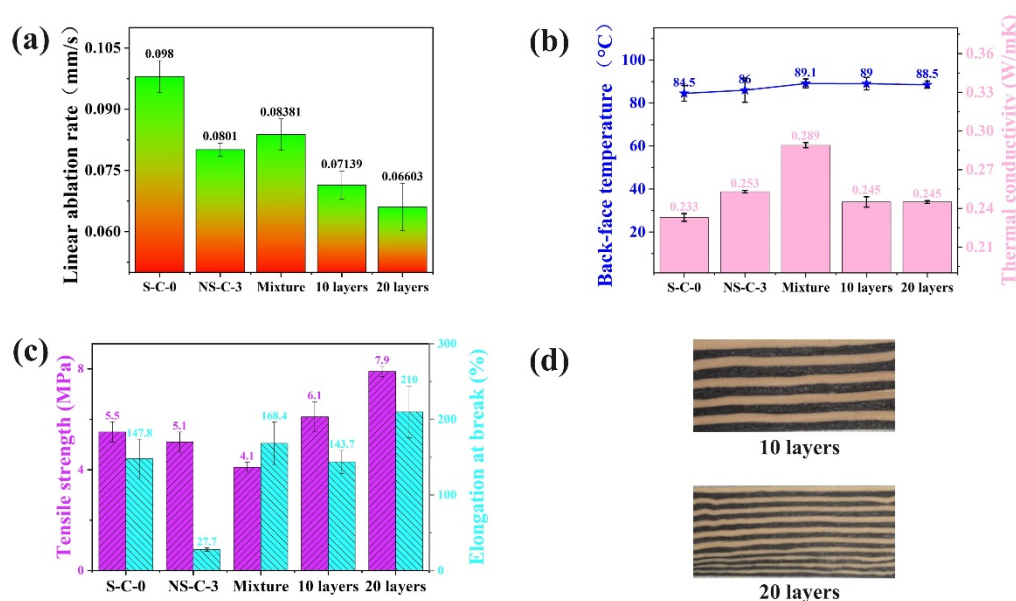 (a)
Linear ablation rate（mm/s）
0.105
0.090
0.075
0.060
0.098
0.0801
0.08381
0.07139
0.06603
S-C-0 NS-C-3 Mixture 10 layers 20 layers
(b)
Back-face temperature（°C）
100
80
60
40
20
84.5 86 89.1 89 88.5
0.233 0.253 0.289 0.245 0.245
S-C-0 NS-C-3 Mixture 10 layers 20 layers
0.36
0.33
0.30
0.27
0.24
0.21
Thermal conductivity (W/mK)
(c)
Tensile strength (MPa)
8
4
0
5.5 5.1 4.1 6.1 7.9
147.8 27.7 168.4 143.7 210
S-C-0 NS-C-3 Mixture 10 layers 20 layers
300
200
100
0
Elongation at break (%)
(d)
10 layers
20 layers